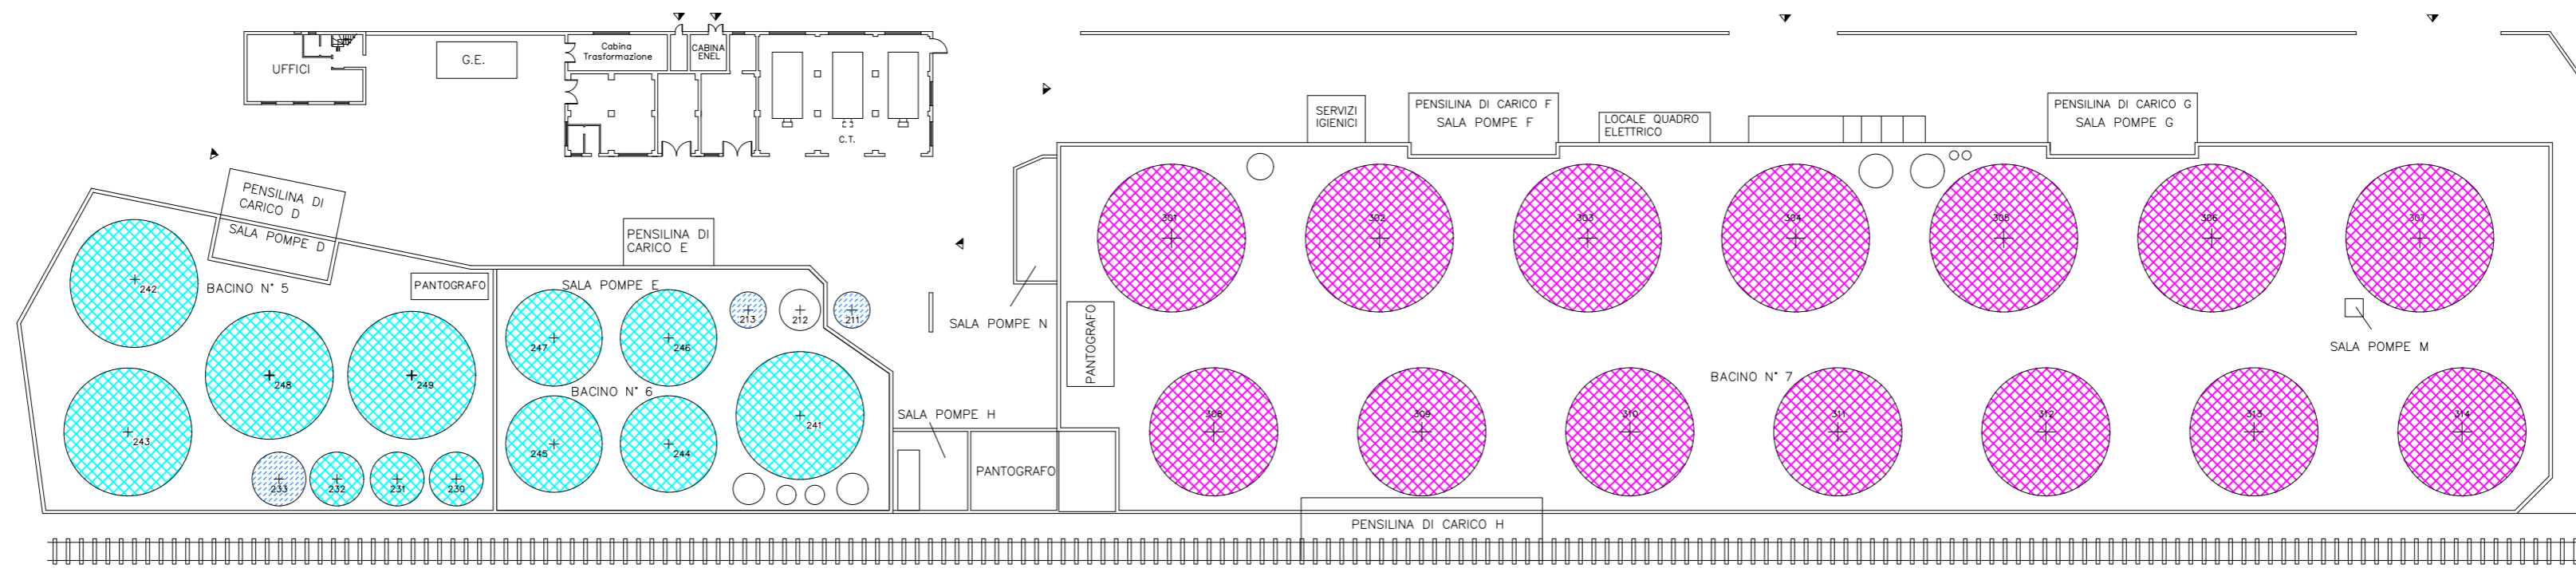 UFFICI
G.E.
Cabina
Trasformazione
CABINA
ENEL
C.T.
SERVIZI
IGIENICI
PENSILINA DI CARICO F
SALA POMPE F
LOCALE QUADRO
ELETTRICO
PENSILINA DI CARICO G
SALA POMPE G
PENSILINA DI
CARICO D
SALA POMPE D
PENSILINA DI
CARICO E
301
302
303
304
305
306
307
242
BACINO N° 5
PANTOGRAFO
SALA POMPE E
213
212
211
SALA POMPE N
PANTOGRAFO
SALA POMPE M
247
246
248
249
BACINO N° 6
BACINO N° 7
243
245
244
241
SALA POMPE H
308
309
310
311
312
313
314
233
232
231
230
PANTOGRAFO
PENSILINA DI CARICO H